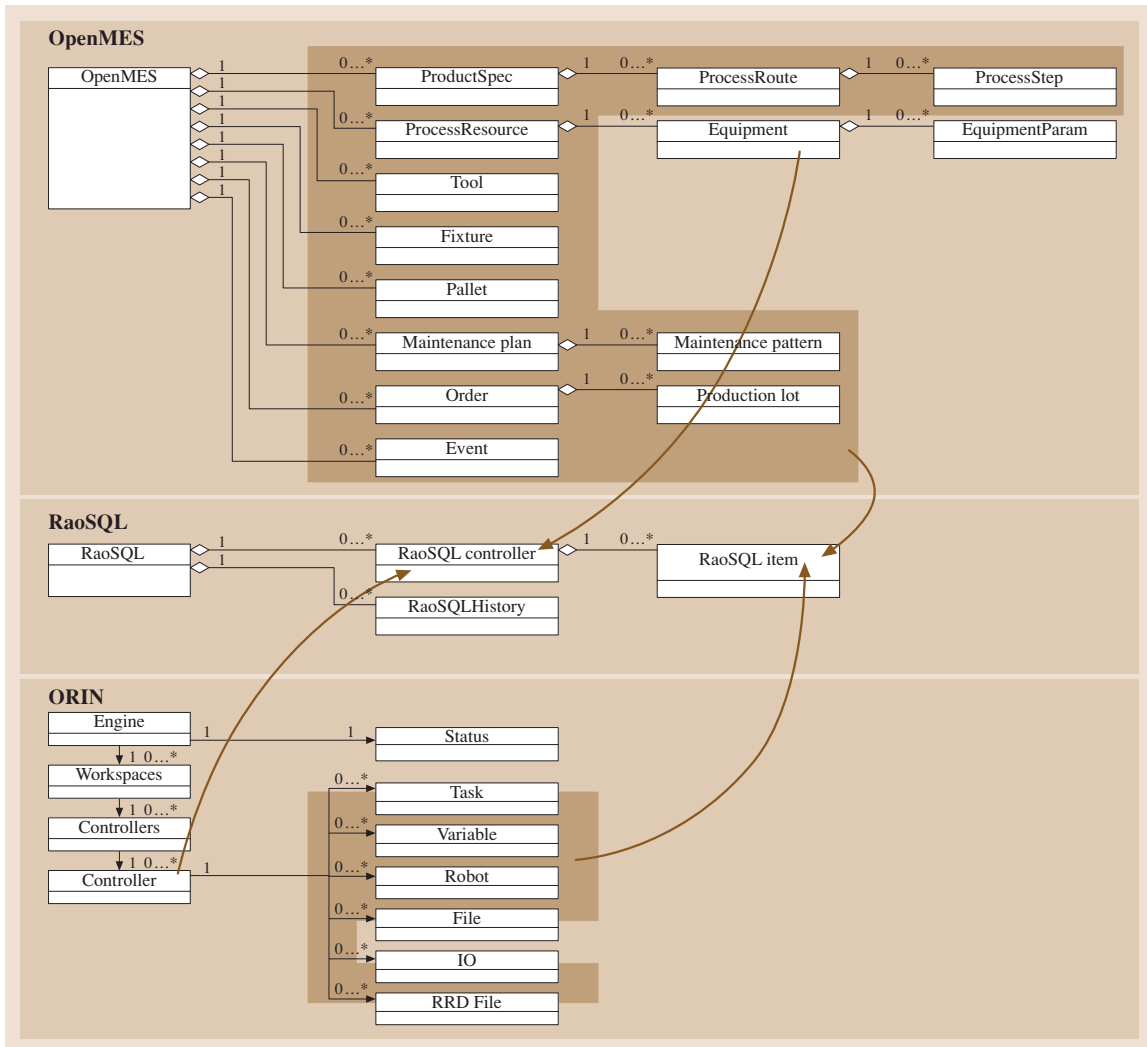 OpenMES
OpenMES
1
0...*
ProductSpec
1
0...*
ProcessRoute
1
0...*
ProcessStep
1
0...*
ProcessResource
1
0...*
Equipment
1
0...*
EquipmentParam
1
0...*
Tool
1
0...*
Fixture
1
0...*
Pallet
1
0...*
Maintenance plan
1
0...*
Maintenance pattern
1
0...*
Order
1
0...*
Production lot
1
0...*
Event
RaoSQL
RaoSQL
1
0...*
RaoSQL controller
1
0...*
RaoSQL item
1
0...*
RaoSQLHistory
ORIN
Engine
1
1
Status
1 0...*
Workspaces
1 0...*
Controllers
1 0...*
Controller
1
0...*
Task
0...*
Variable
0...*
Robot
0...*
File
0...*
IO
0...*
RRD File